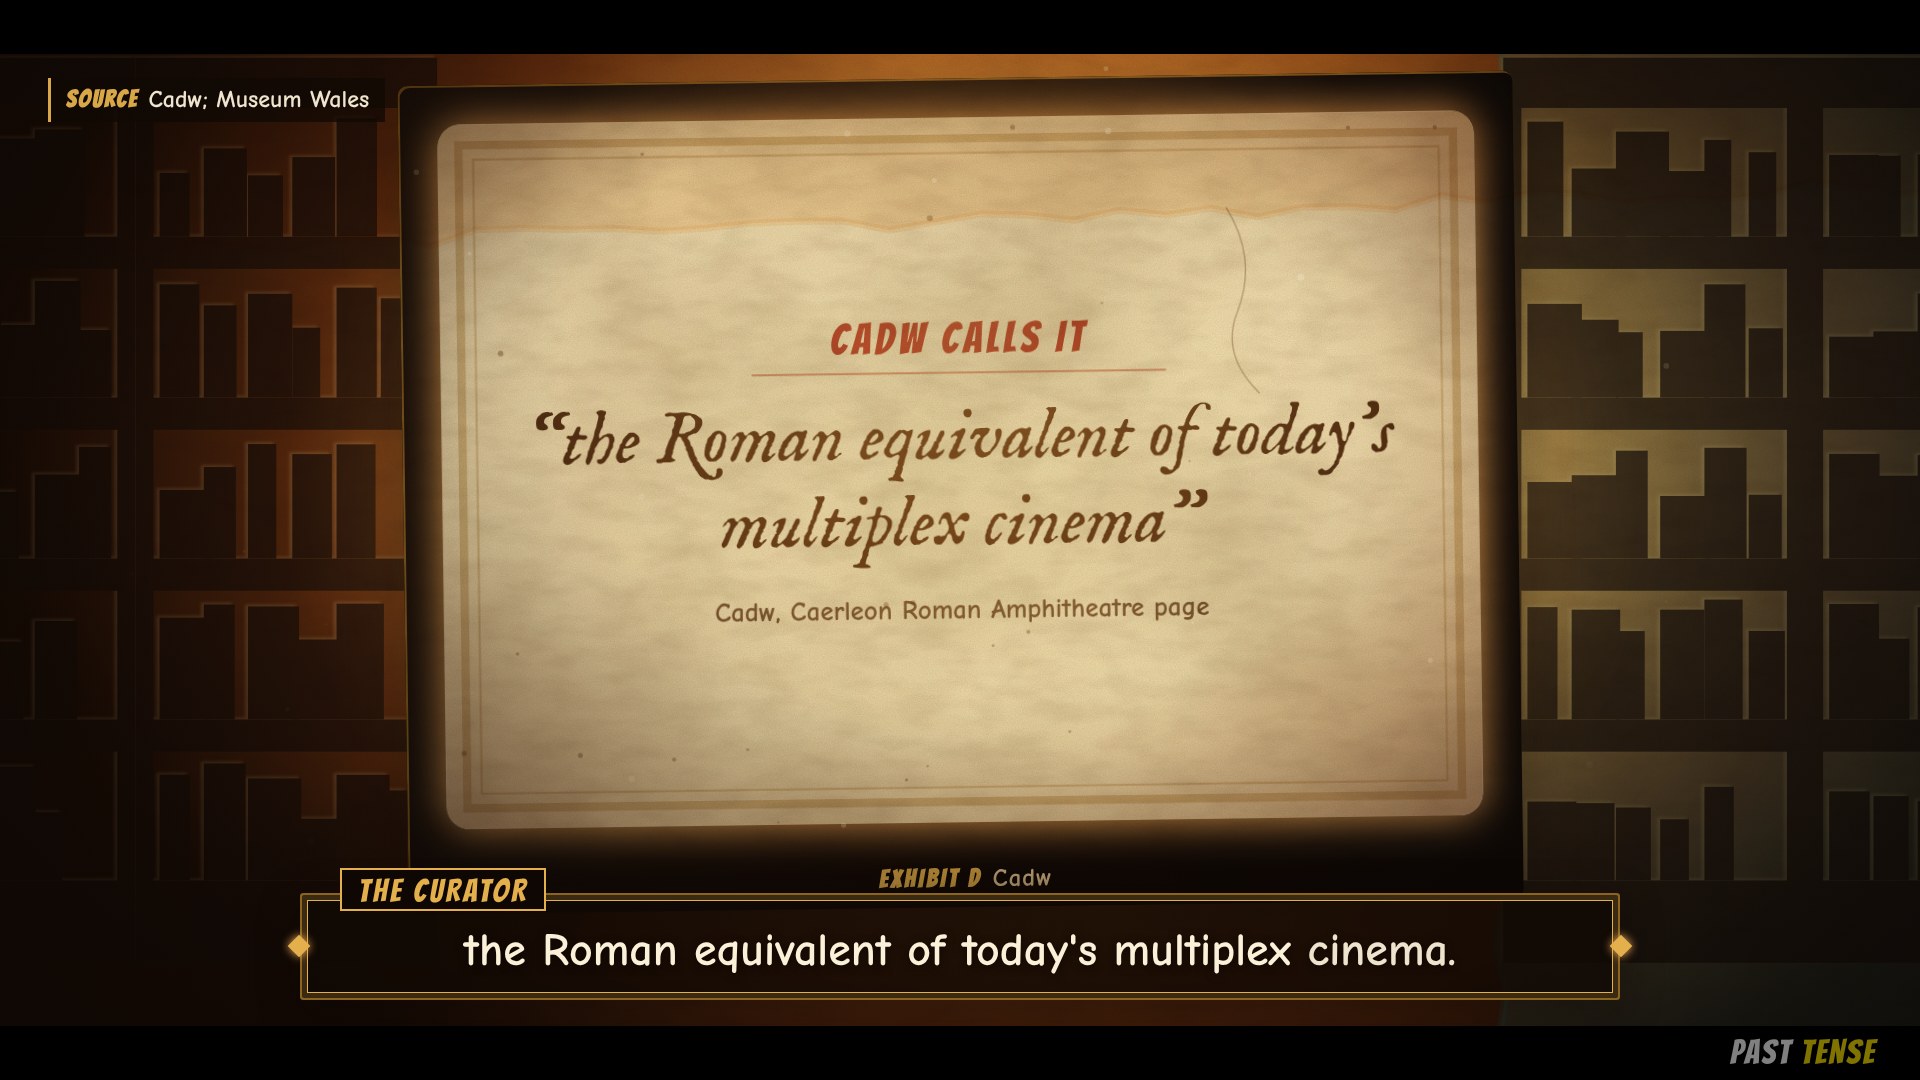 SOURCE Cadw; Museum Wales
CADW CALLS IT
“the Roman equivalent of today’s
multiplex cinema”
Cadw, Caerleon Roman Amphitheatre page
EXHIBIT D Cadw
THE CURATOR
the Roman equivalent of today's multiplex cinema.
PAST TENSE